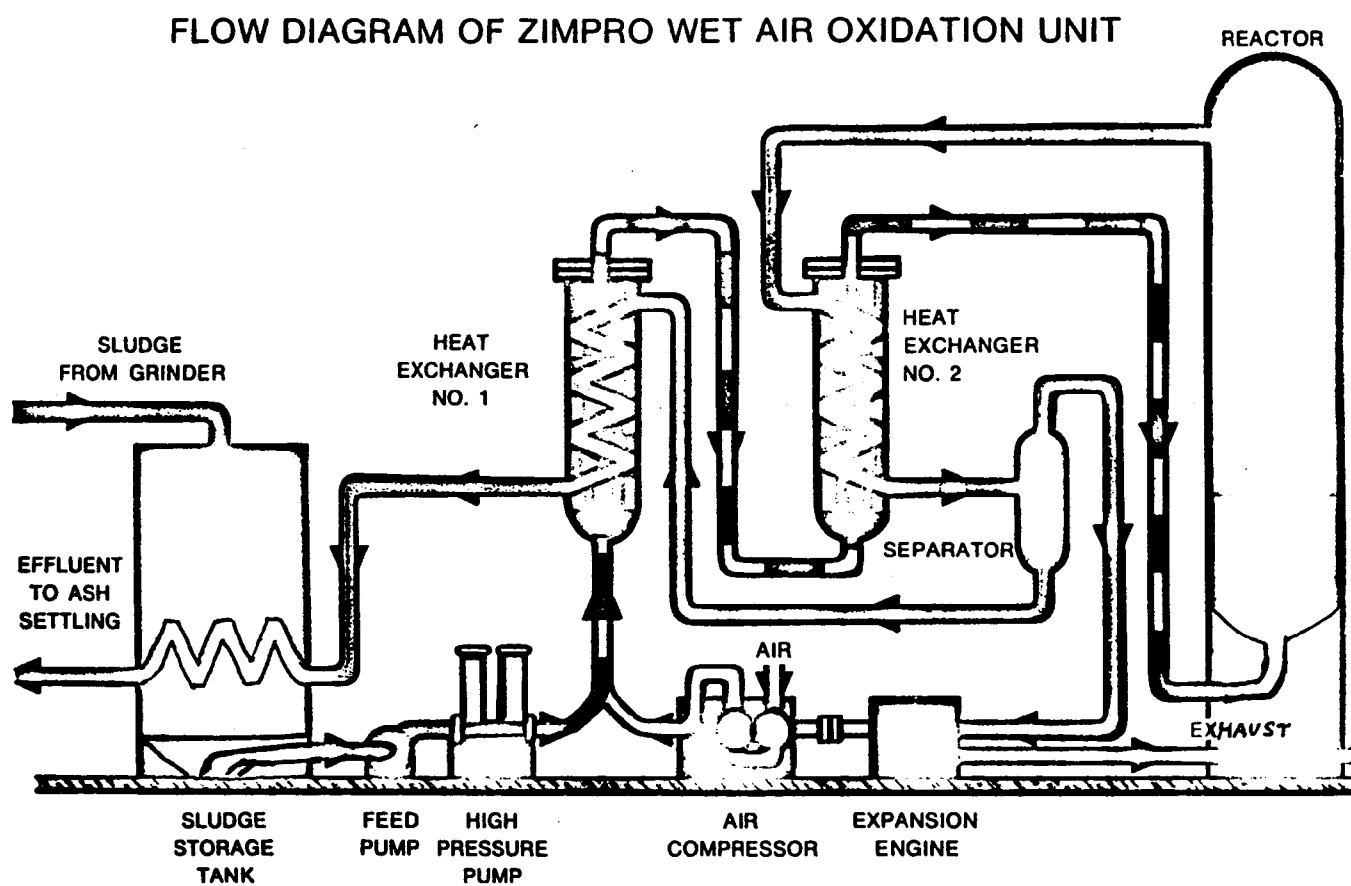 FLOW DIAGRAM OF ZIMPRO WET AIR OXIDATION UNIT
REACTOR
SLUDGE
FROM GRINDER
HEAT
EXCHANGER
NO. 1
HEAT
EXCHANGER
NO. 2
EFFLUENT
TO ASH
SETTLING
SEPARATOR
AIR
EXHAUST
SLUDGE
STORAGE
TANK
FEED
PUMP
HIGH
PRESSURE
PUMP
AIR
COMPRESSOR
EXPANSION
ENGINE